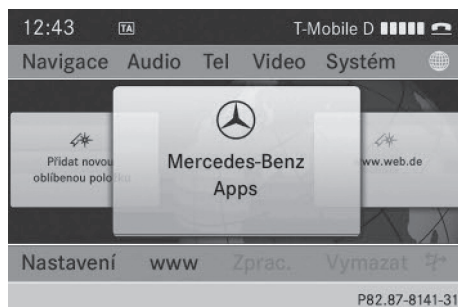 12:43 TA T-Mobile D
Navigace Audio Tel Video Systém
Přidat novou
oblíbenou polo
Mercedes-Benz
Apps
www.web.de
Nastavení www Zprac. Vymazat
P82.87-8141-31